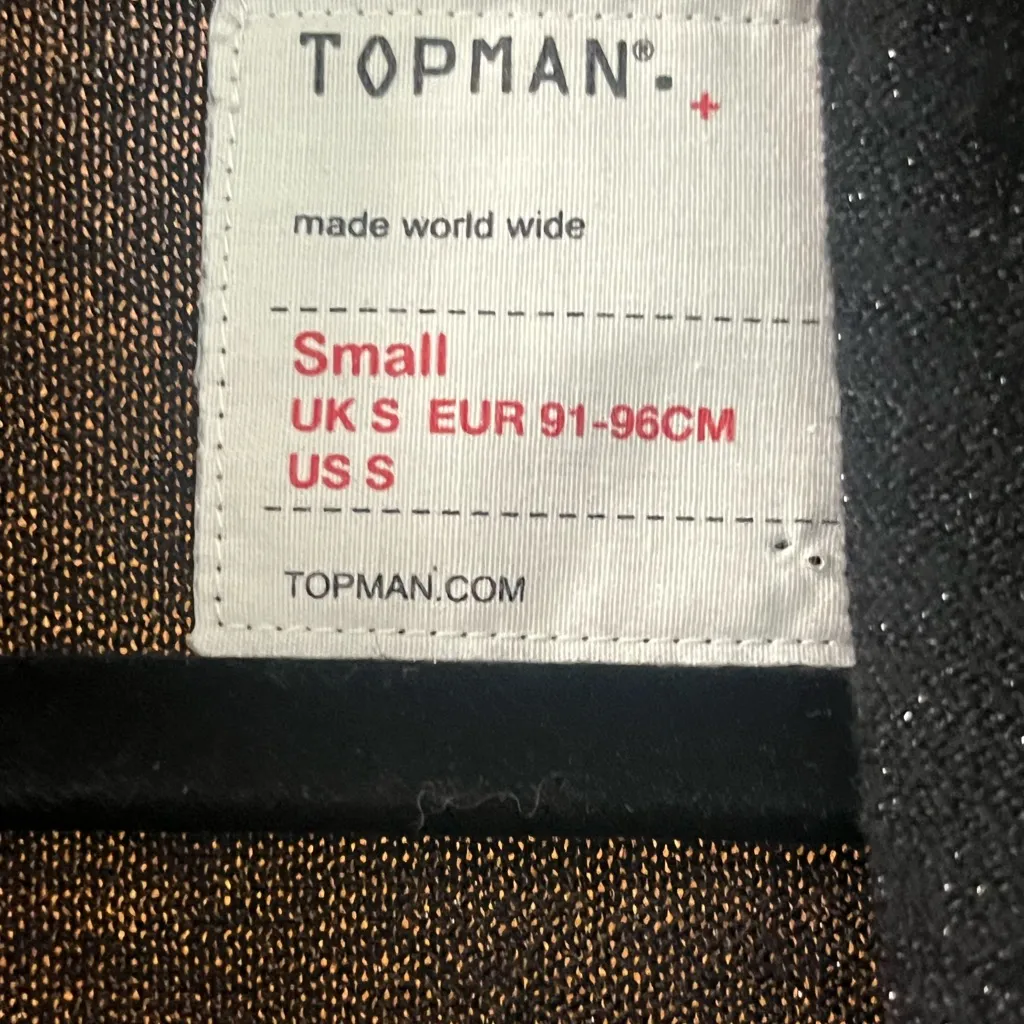 TOPMAN®-+
made world wide
Small
UK S EUR 91-96CM
US S
TOPMAN.COM